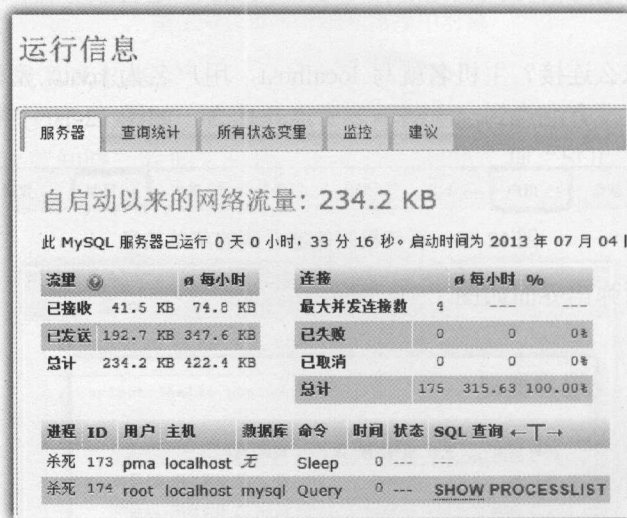 运行信息
服务器 查询统计 所有状态变量 监控 建议
自启动以来的网络流量: 234.2 KB
此 MySQL 服务器已运行 0 天 0 小时,33 分 16 秒。启动时间为 2013 年 07 月 04
流量 ø 每小时
已接收 41.5 KB 74.8 KB
已发送 192.7 KB 347.6 KB
总计 234.2 KB 422.4 KB
连接 ø 每小时 %
最大并发连接数 4 --- ---
已失败 0 0 0%
已取消 0 0 0%
总计 175 315.63 100.00%
进程 ID 用户 主机 数据库 命令 时间 状态 SQL 查询 ←T→
杀死 173 pma localhost 无 Sleep 0 --- ---
杀死 174 root localhost mysql Query 0 --- SHOW PROCESSLIST